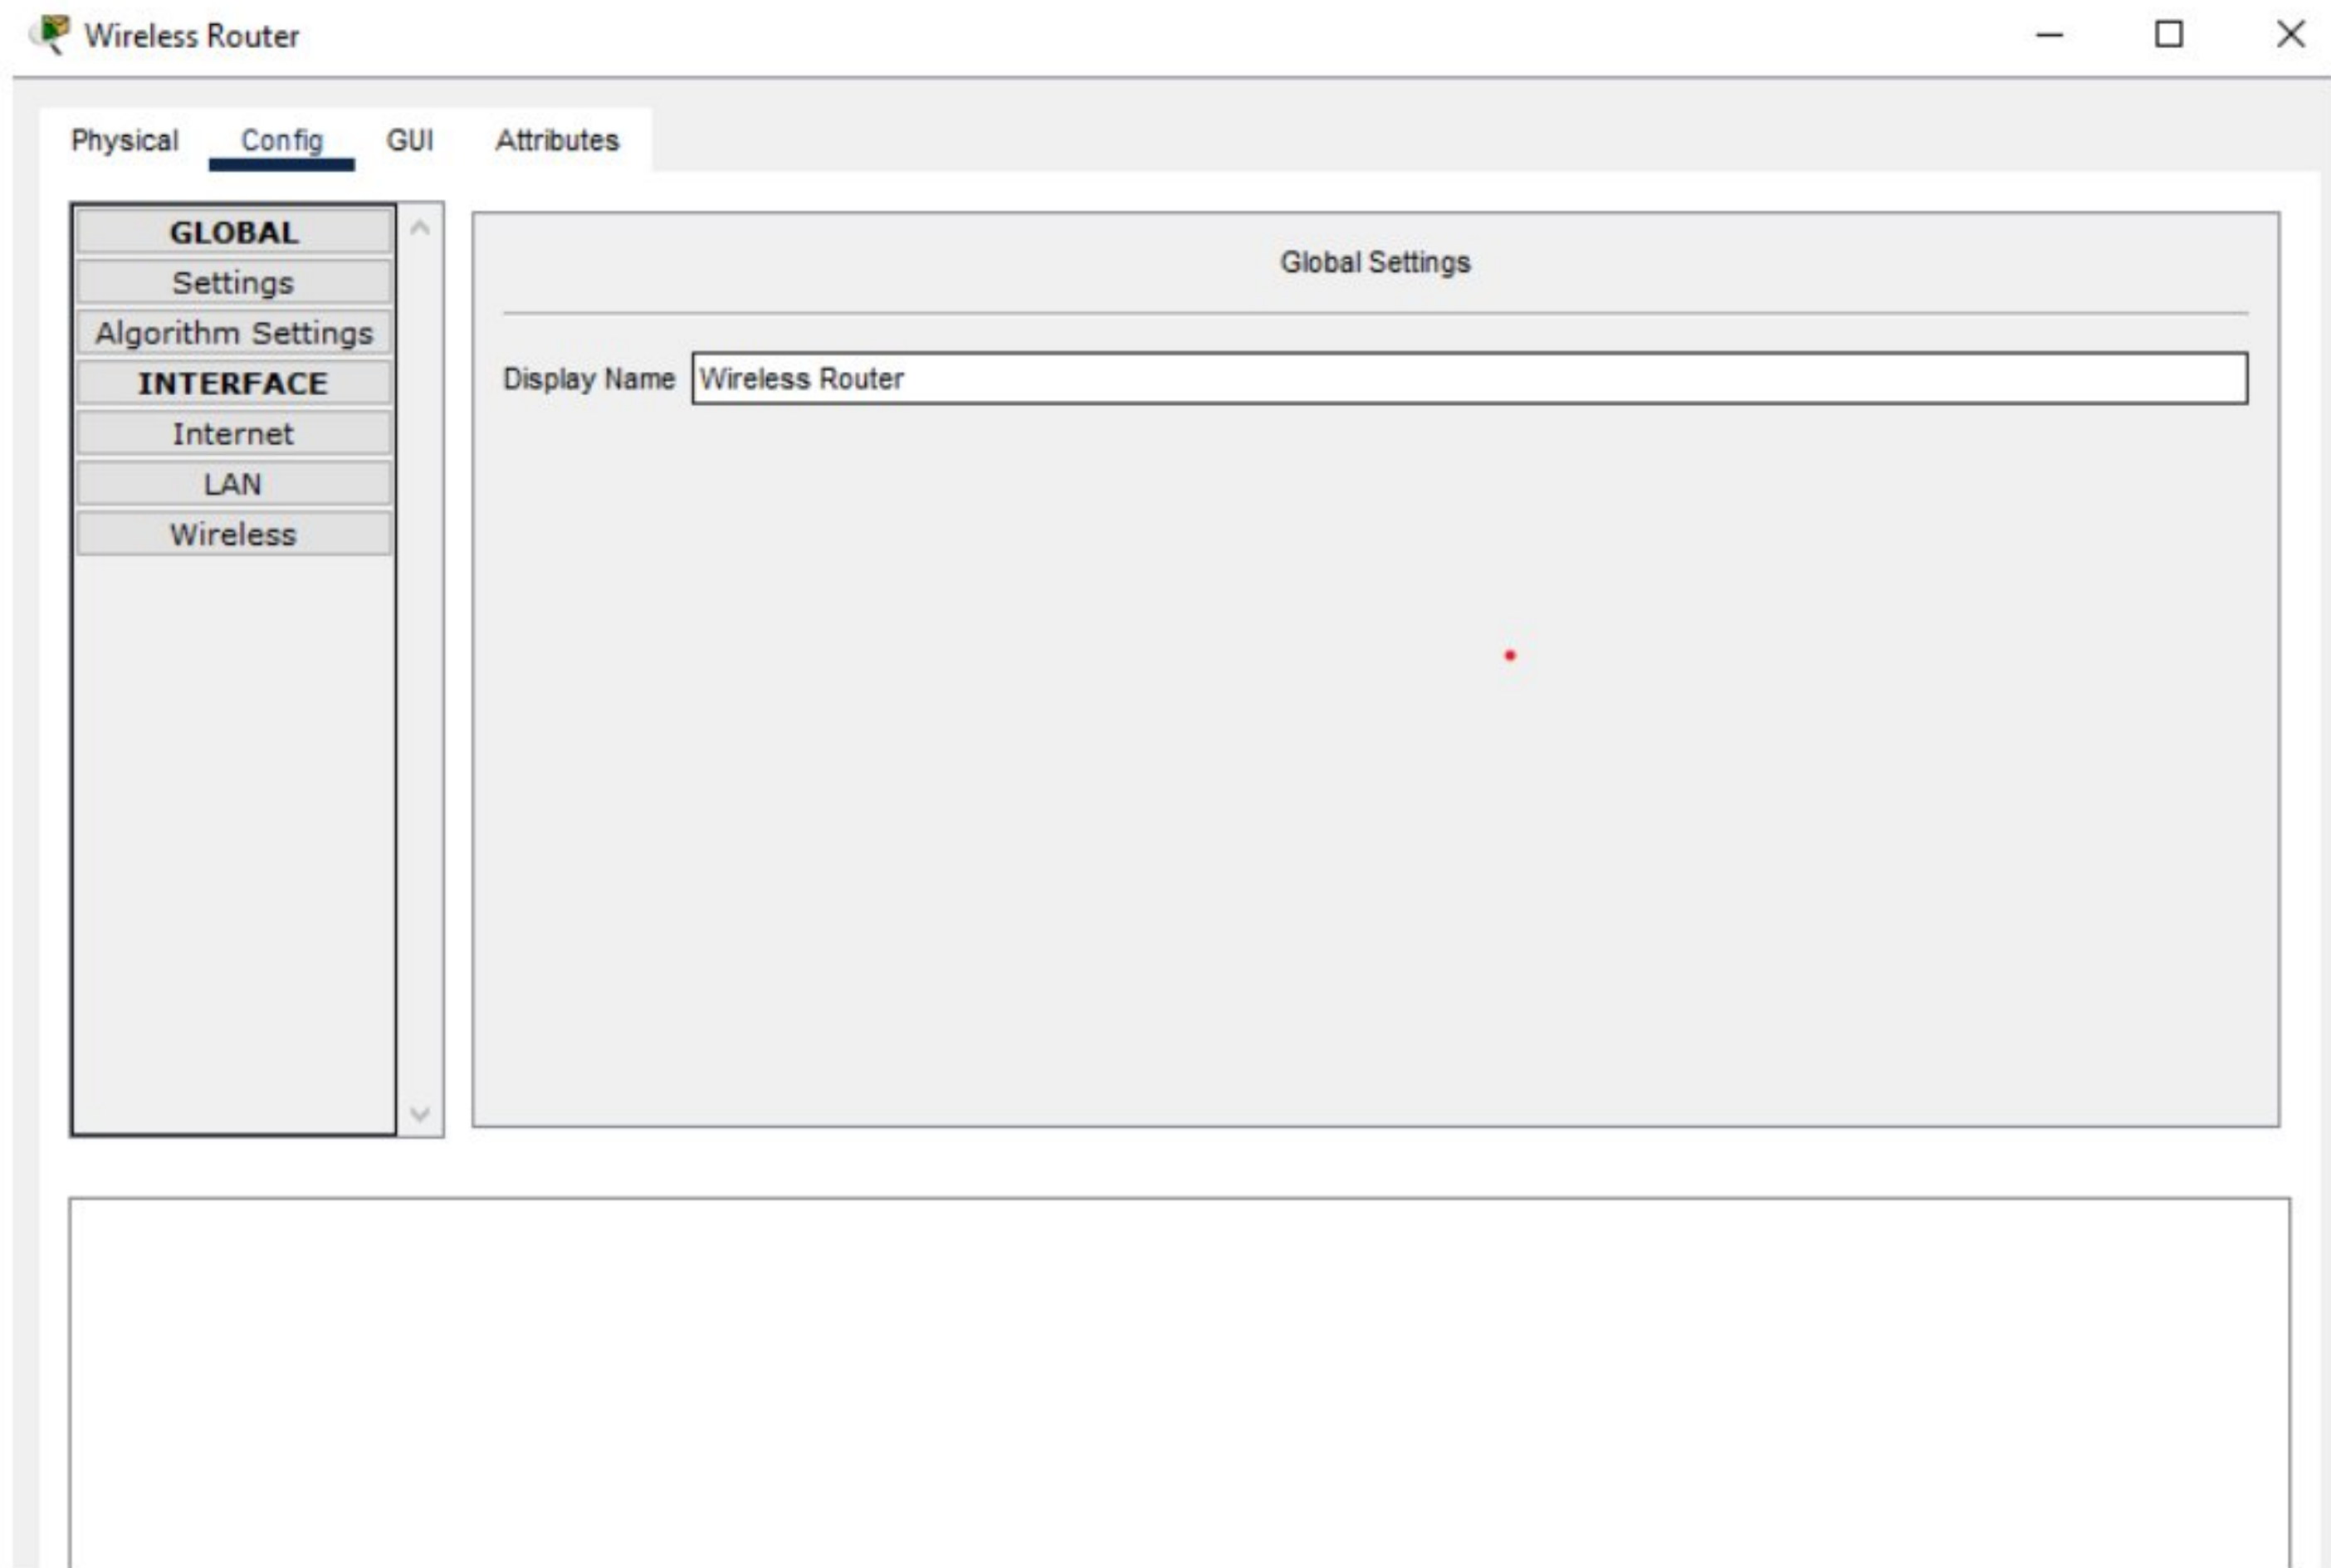 Wireless Router
Physical Config GUI Attributes
GLOBAL
Settings
Algorithm Settings
INTERFACE
Internet
LAN
Wireless
Global Settings
Display Name Wireless Router